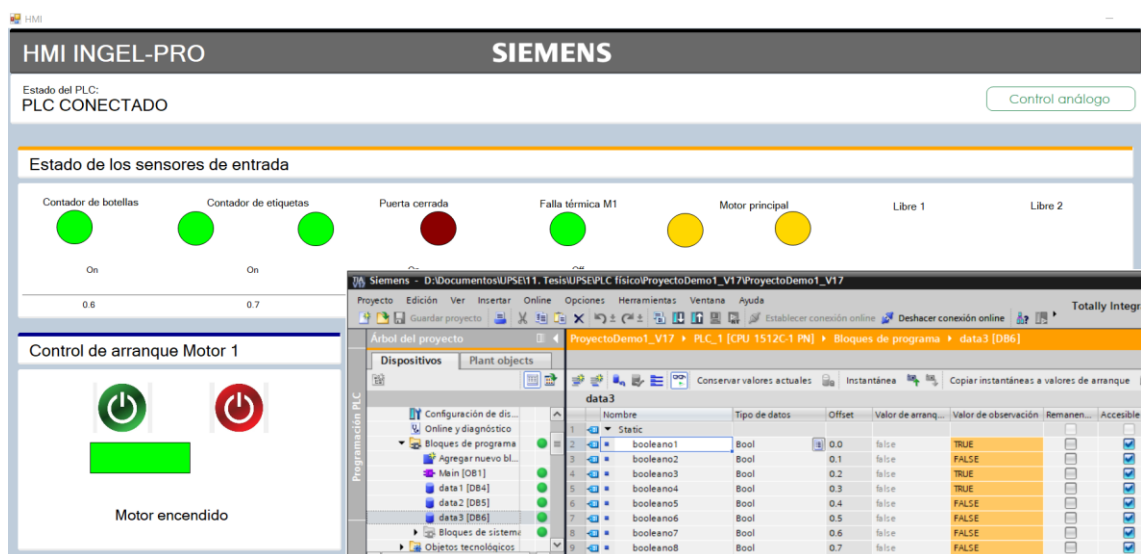 HMI
HMI INGEL-PRO
SIEMENS
Estado del PLC:
PLC CONECTADO
Control análogo
Estado de los sensores de entrada
Contador de botellas Contador de etiquetas Puerta cerrada Falla térmica M1 Motor principal Libre 1 Libre 2
On On On Off
0.6 0.7
Control de arranque Motor 1
Motor encendido
Siemens - D:\Documentos\UPSE\11. Tesis\UPSE\PLC físico\ProyectoDemo1_V17\ProyectoDemo1_V17
Proyecto Edición Ver Insertar Online Opciones Herramientas Ventana Ayuda
Totally Integr
Guardar proyecto Establecer conexión online Deshacer conexión online
Árbol del proyecto
ProyectoDemo1_V17 PLC_1 [CPU 1512C-1 PN] Bloques de programa data3 [DB6]
Dispositivos Plant objects
Conservar valores actuales Instantánea Copiar instantáneas a valores de arranque
Programación PLC
Configuración de dis...
Online y diagnóstico
Bloques de programa
Agregar nuevo bl...
Main [OB1]
data1 [DB4]
data2 [DB5]
data3 [DB6]
Bloques de sistema
Objetos tecnológicos
data3
Nombre Tipo de datos Offset Valor de arranq... Valor de observación Remanen... Accesible
1 Static
2 booleano1 Bool 0.0 false TRUE
3 booleano2 Bool 0.1 false FALSE
4 booleano3 Bool 0.2 false TRUE
5 booleano4 Bool 0.3 false TRUE
6 booleano5 Bool 0.4 false FALSE
7 booleano6 Bool 0.5 false FALSE
8 booleano7 Bool 0.6 false FALSE
9 booleano8 Bool 0.7 false FALSE